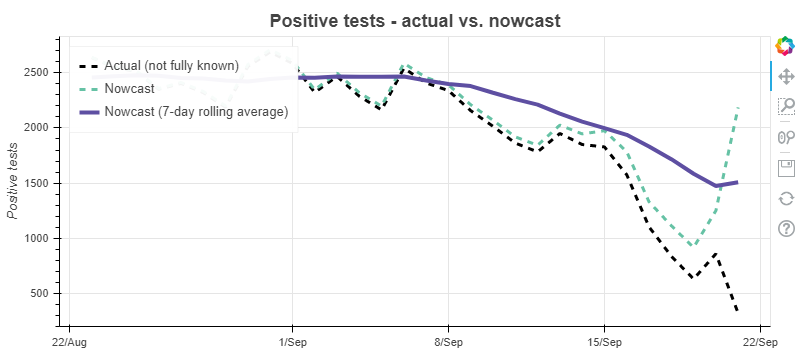 Positive tests - actual vs. nowcast
Actual (not fully known)
Nowcast
Nowcast (7-day rolling average)
Positive tests
2500
2000
1500
1000
500
22/Aug
1/Sep
8/Sep
15/Sep
22/Sep